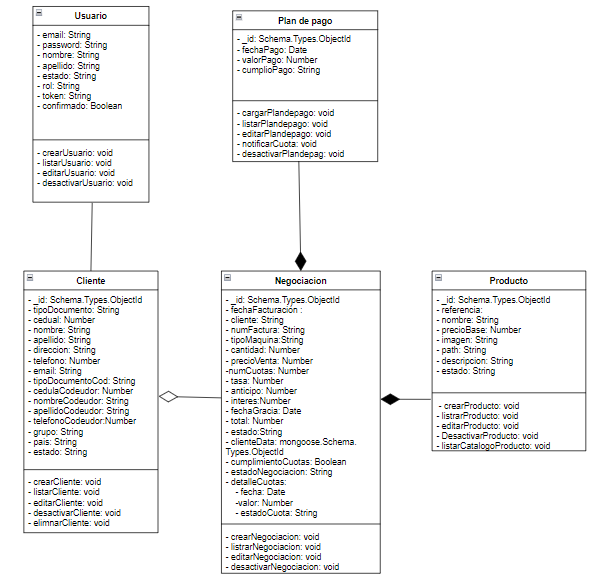 Usuario
- email: String
- password: String
- nombre: String
- apellido: String
- estado: String
- rol: String
- token: String
- confirmado: Boolean
- crearUsuario: void
- listarUsuario: void
- editarUsuario: void
- desactivarUsuario: void
Plan de pago
- _id: Schema.Types.ObjectId
- fechaPago: Date
- valorPago: Number
- cumplioPago: String
- cargarPlandepago: void
- listarPlandepago: void
- editarPlandepago: void
- notificarCuota: void
- desactivarPlandepag: void
Cliente
- _id: Schema.Types.ObjectId
- tipoDocumento: String
- cedual: Number
- nombre: String
- apellido: String
- direccion: String
- telefono: Number
- email: String
- tipoDocumentoCod: String
- cedulaCodeudor: Number
- nombreCodeudor: String
- apellidoCodeudor: String
- telefonoCodeudor:Number
- grupo: String
- pais: String
- estado: String
- crearCliente: void
- listarCliente: void
- editarCliente: void
- desactivarCliente: void
- elimnarCliente: void
Negociacion
- _id: Schema.Types.ObjectId
- fechaFacturación :
- cliente: String
- numFactura: String
- tipoMaquina:String
- cantidad: Number
- precioVenta: Number
-numCuotas: Number
- tasa: Number
- anticipo: Number
- interes:Number
- fechaGracia: Date
- total: Number
- estado:String
- clienteData: mongoose.Schema.
Types.ObjectId
- cumplimientoCuotas: Boolean
- estadoNegociacion: String
- detalleCuotas:
- fecha: Date
-valor: Number
- estadoCuota: String
- crearNegociacion: void
- listrarNegociacion: void
- editarNegociacion: void
- desactivarNegociacion: void
Producto
- _id: Schema.Types.ObjectId
- referencia:
- nombre: String
- precioBase: Number
- imagen: String
- path: String
- descripcion: String
- estado: String
- crearProducto: void
- listrarProducto: void
- editarProducto: void
- DesactivarProducto: void
- listarCatalogoProducto: void